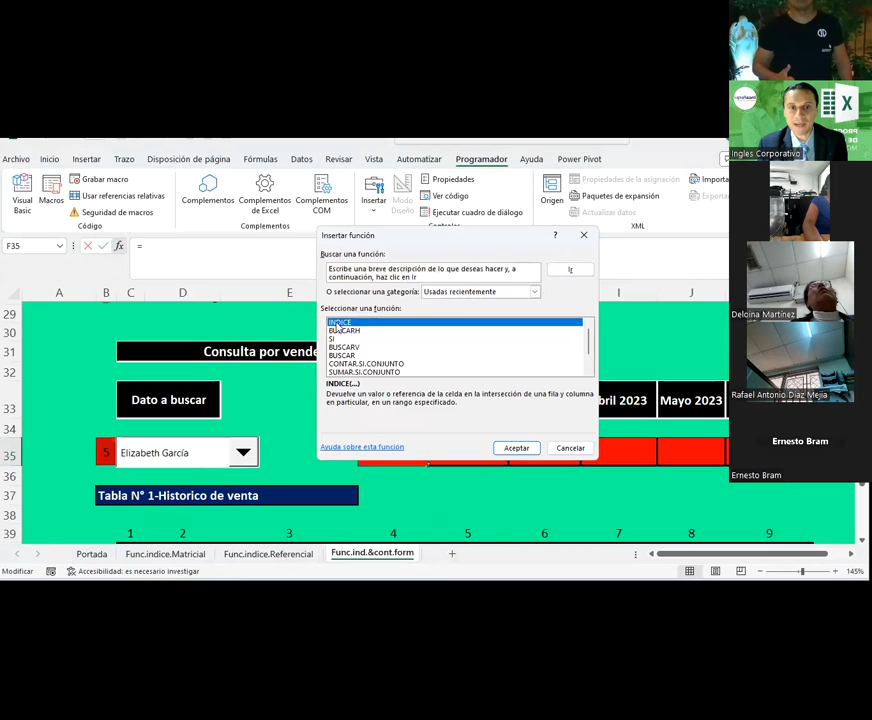 Archivo Inicio Insertar Trazo Disposición de página Fórmulas Datos Revisar Vista Automatizar Programador Ayuda Power Pivot
Visual Basic
Macros
Grabar macro
Usar referencias relativas
Seguridad de macros
Código
Complementos
Complementos de Excel
Complementos COM
Complementos
Insertar
Modo Diseño
Propiedades
Ver código
Ejecutar cuadro de diálogo
Origen
Propiedades de la asignación
Paquetes de expansión
Actualizar datos
XML
F35
fx
=
Insertar función
? ×
Buscar una función:
Escribe una breve descripción de lo que deseas hacer y, a
continuación, haz clic en Ir
Ir
O seleccionar una categoría: Usadas recientemente
Seleccionar una función:
INDICE
BUSCARH
SI
BUSCARV
BUSCAR
CONTAR.SI.CONJUNTO
SUMAR.SI.CONJUNTO
INDICE(...)
Devuelve un valor o referencia de la celda en la intersección de una fila y columna
en particular, en un rango especificado.
Ayuda sobre esta función
Aceptar
Cancelar
A B C D E I J
29
30
31 Consulta por vende
32
33 Dato a buscar bril 2023 Mayo 2023
34
35 5 Elizabeth García
36
37 Tabla N° 1-Historico de venta
38
39 1 2 3 4 5 6 7 8 9
Portada Func.indice.Matricial Func.indice.Referencial Func.ind.&cont.form +
Modificar Accesibilidad: es necesario investigar 145%
Ingles Corporativo
Deloina Martínez
Rafael Antonio Diaz Mejia
Ernesto Bram
Ernesto Bram